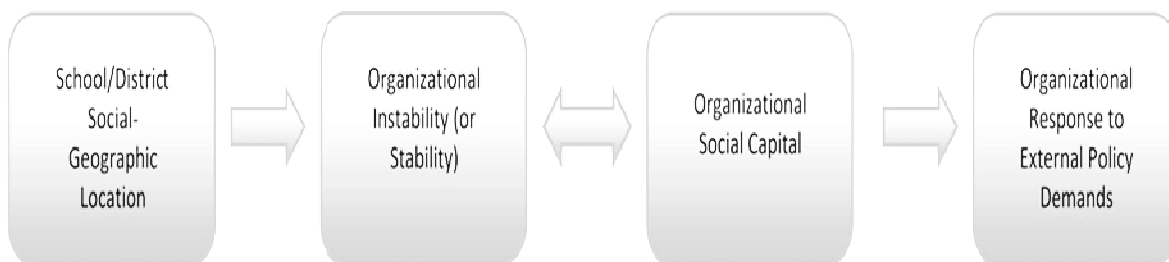 School/District
Social-
Geographic
Location
Organizational
Instability (or
Stability)
Organizational
Social Capital
Organizational
Response to
External Policy
Demands